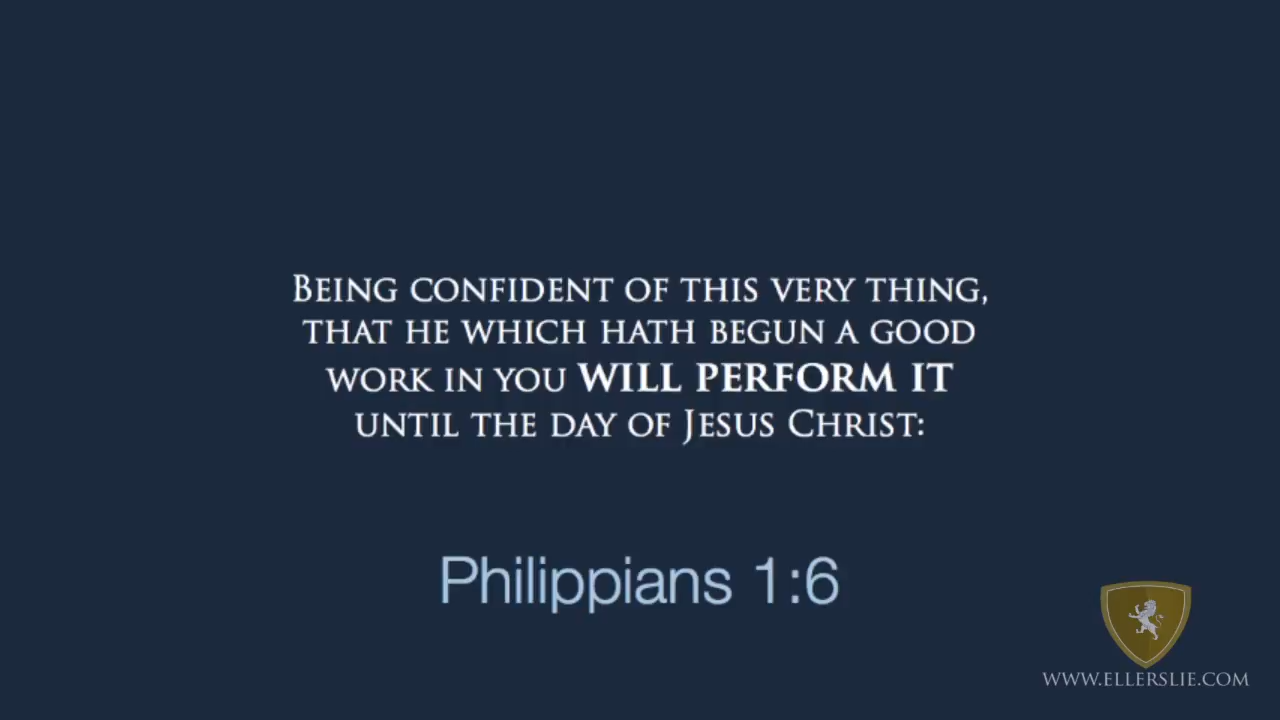 Being confident of this very thing,
that he which hath begun a good
work in you will perform it
until the day of Jesus Christ:
Philippians 1:6
www.ellerslie.com